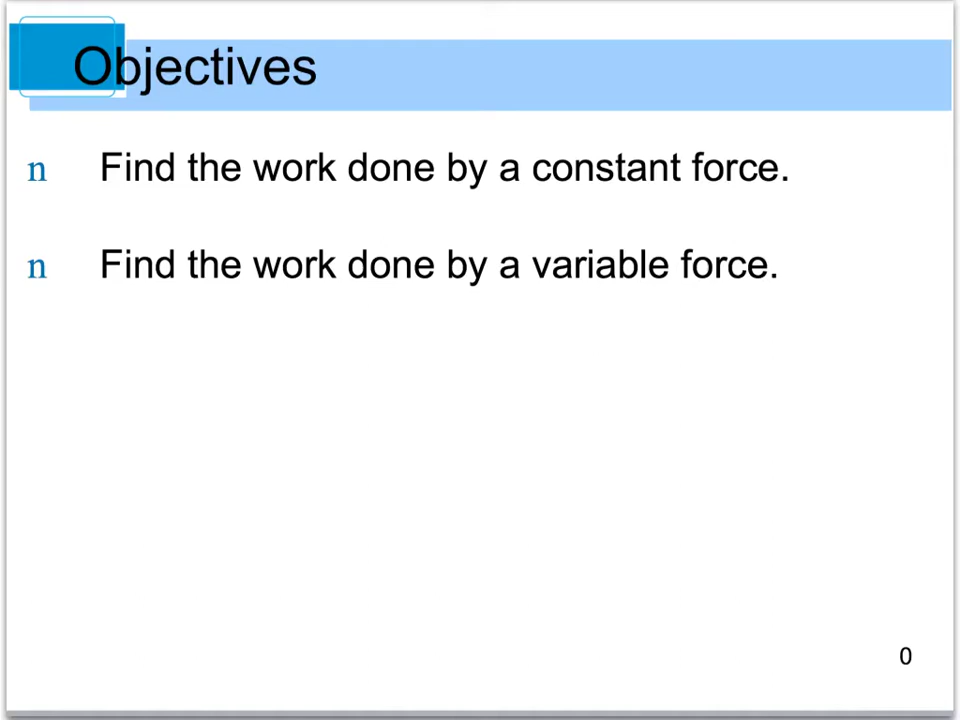 Objectives
n Find the work done by a constant force.
n Find the work done by a variable force.
0